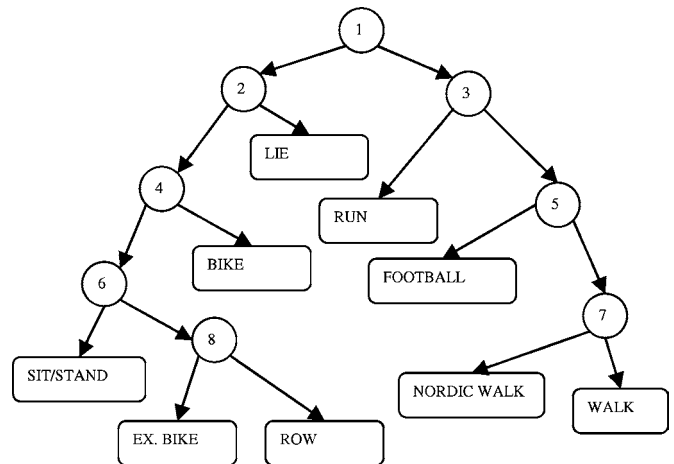 1
2
3
LIE
4
RUN
5
BIKE
FOOTBALL
6
7
8
SIT/STAND
NORDIC WALK
WALK
EX. BIKE
ROW